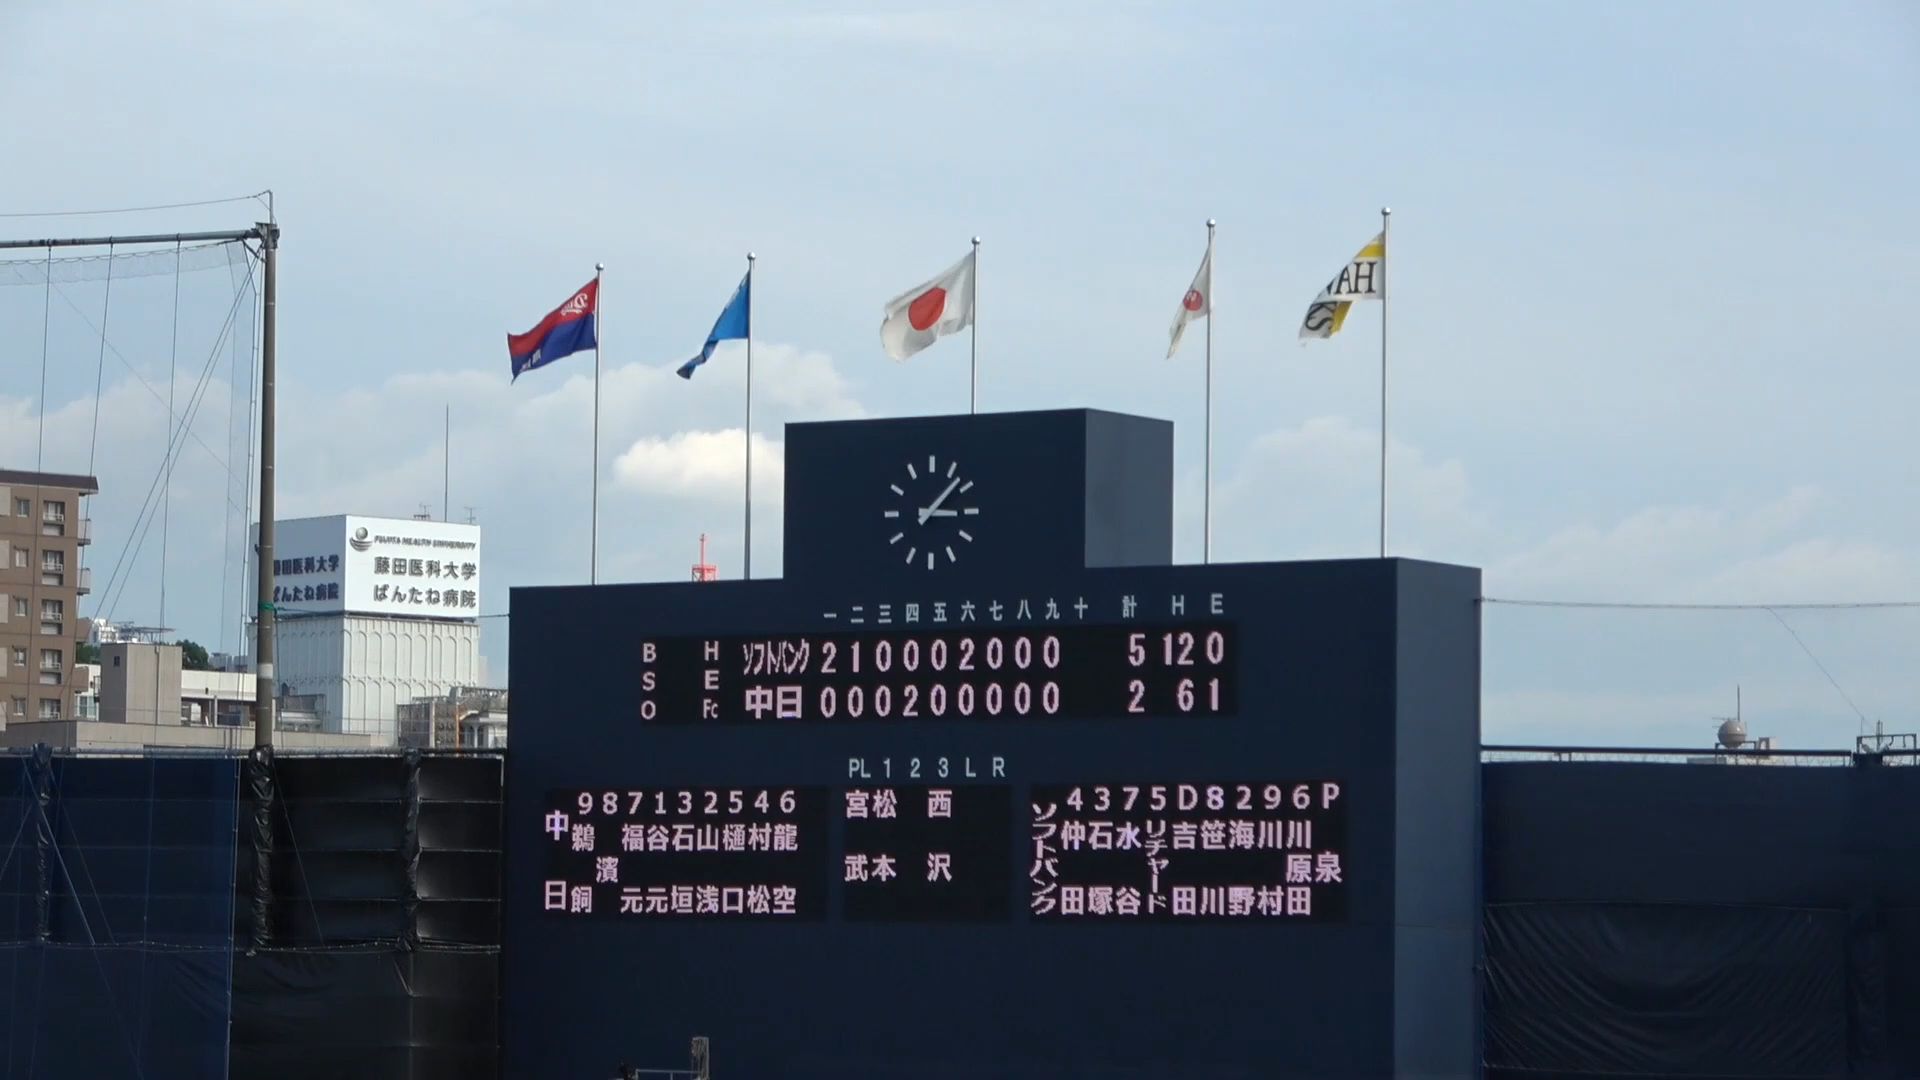 HAWKS
FUJITA HEALTH UNIVERSITY
藤田医科大学
ばんたね病院
田医科大学
ばんたね病院
一 二 三 四 五 六 七 八 九 十 計 H E
B H ソフトバンク 2 1 0 0 0 2 0 0 0 5 12 0
S E
O Fc 中日 0 0 0 2 0 0 0 0 0 2 6 1
PL 1 2 3 L R
中日
9 8 7 1 3 2 5 4 6
鵜飼 濱 福元 谷元 石垣 山浅 樋口 村松 龍空
宮武 松本 西沢
ソフトバンク
4 3 7 5 D 8 2 9 6 P
仲田 石塚 水谷 リチャード 吉田 笹川 海野 川村 川原田 泉